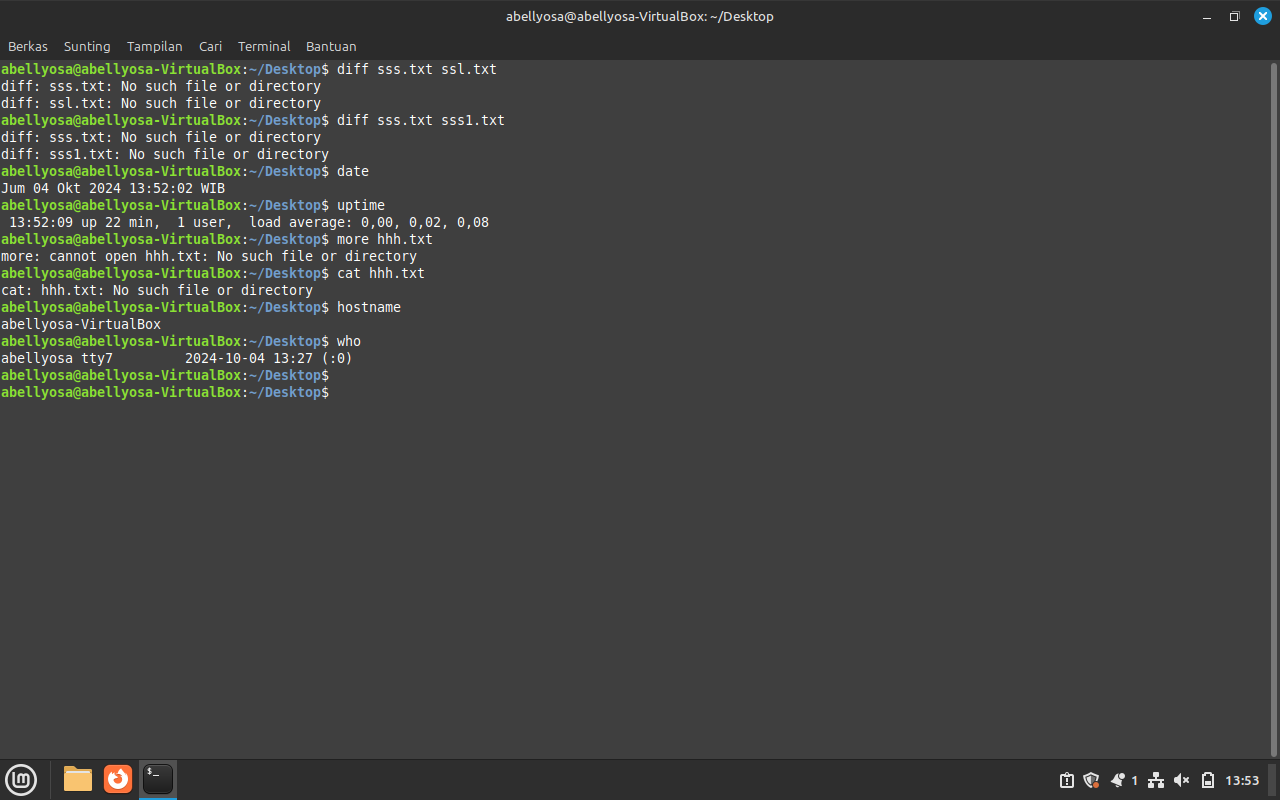 abellyosa@abellyosa-VirtualBox: ~/Desktop
Berkas Sunting Tampilan Cari Terminal Bantuan
abellyosa@abellyosa-VirtualBox:~/Desktop$ diff sss.txt ssl.txt
diff: sss.txt: No such file or directory
diff: ssl.txt: No such file or directory
abellyosa@abellyosa-VirtualBox:~/Desktop$ diff sss.txt sss1.txt
diff: sss.txt: No such file or directory
diff: sss1.txt: No such file or directory
abellyosa@abellyosa-VirtualBox:~/Desktop$ date
Jum 04 Okt 2024 13:52:02 WIB
abellyosa@abellyosa-VirtualBox:~/Desktop$ uptime
 13:52:09 up 22 min,  1 user,  load average: 0,00, 0,02, 0,08
abellyosa@abellyosa-VirtualBox:~/Desktop$ more hhh.txt
more: cannot open hhh.txt: No such file or directory
abellyosa@abellyosa-VirtualBox:~/Desktop$ cat hhh.txt
cat: hhh.txt: No such file or directory
abellyosa@abellyosa-VirtualBox:~/Desktop$ hostname
abellyosa-VirtualBox
abellyosa@abellyosa-VirtualBox:~/Desktop$ who
abellyosa tty7         2024-10-04 13:27 (:0)
abellyosa@abellyosa-VirtualBox:~/Desktop$
abellyosa@abellyosa-VirtualBox:~/Desktop$
$_
lm
1
13:53